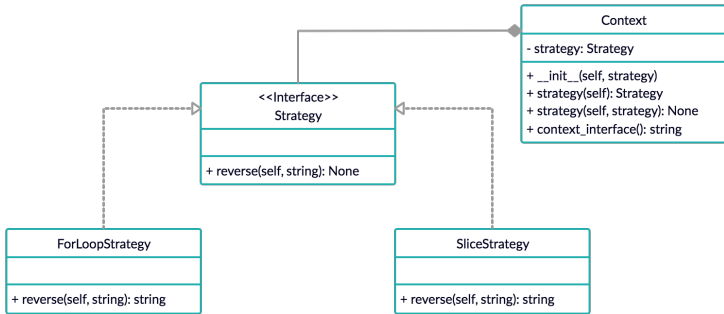 Context
- strategy: Strategy
+ __init__(self, strategy)
+ strategy(self): Strategy
+ strategy(self, strategy): None
+ context_interface(): string
<<Interface>>
Strategy
+ reverse(self, string): None
ForLoopStrategy
+ reverse(self, string): string
SliceStrategy
+ reverse(self, string): string